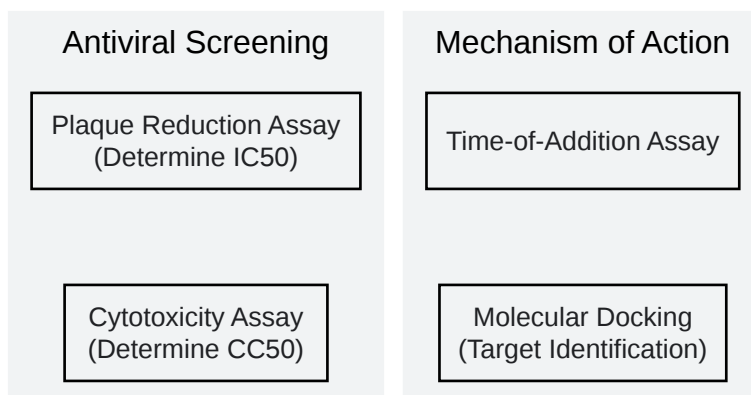 Antiviral Screening
Plaque Reduction Assay
(Determine IC50)
Cytotoxicity Assay
(Determine CC50)
Mechanism of Action
Time-of-Addition Assay
Molecular Docking
(Target Identification)